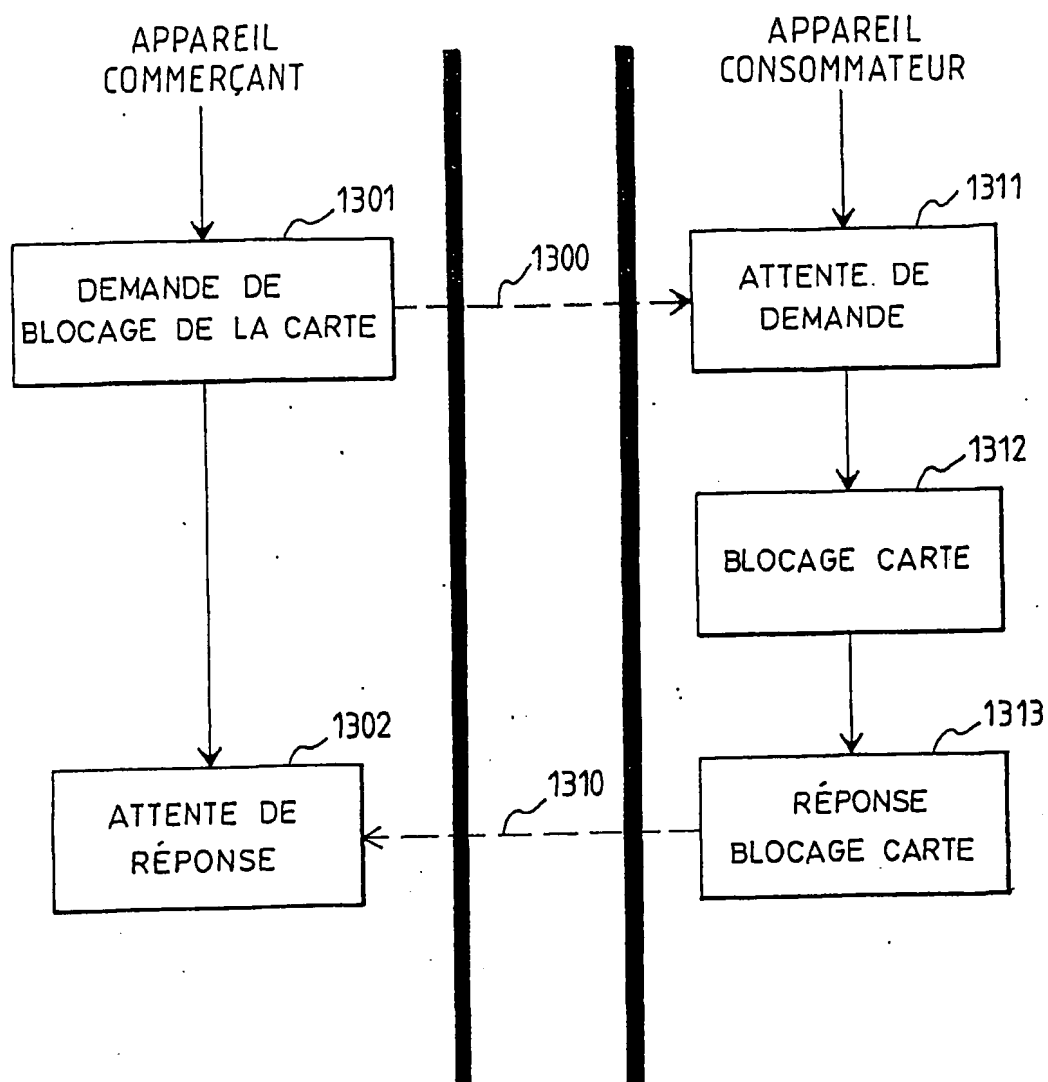 APPAREIL
COMMERÇANT
APPAREIL
CONSOMMATEUR
1301
DEMANDE DE
BLOCAGE DE LA CARTE
1300
1311
ATTENTE. DE
DEMANDE
1312
BLOCAGE CARTE
1302
ATTENTE DE
RÉPONSE
1310
1313
RÉPONSE
BLOCAGE CARTE